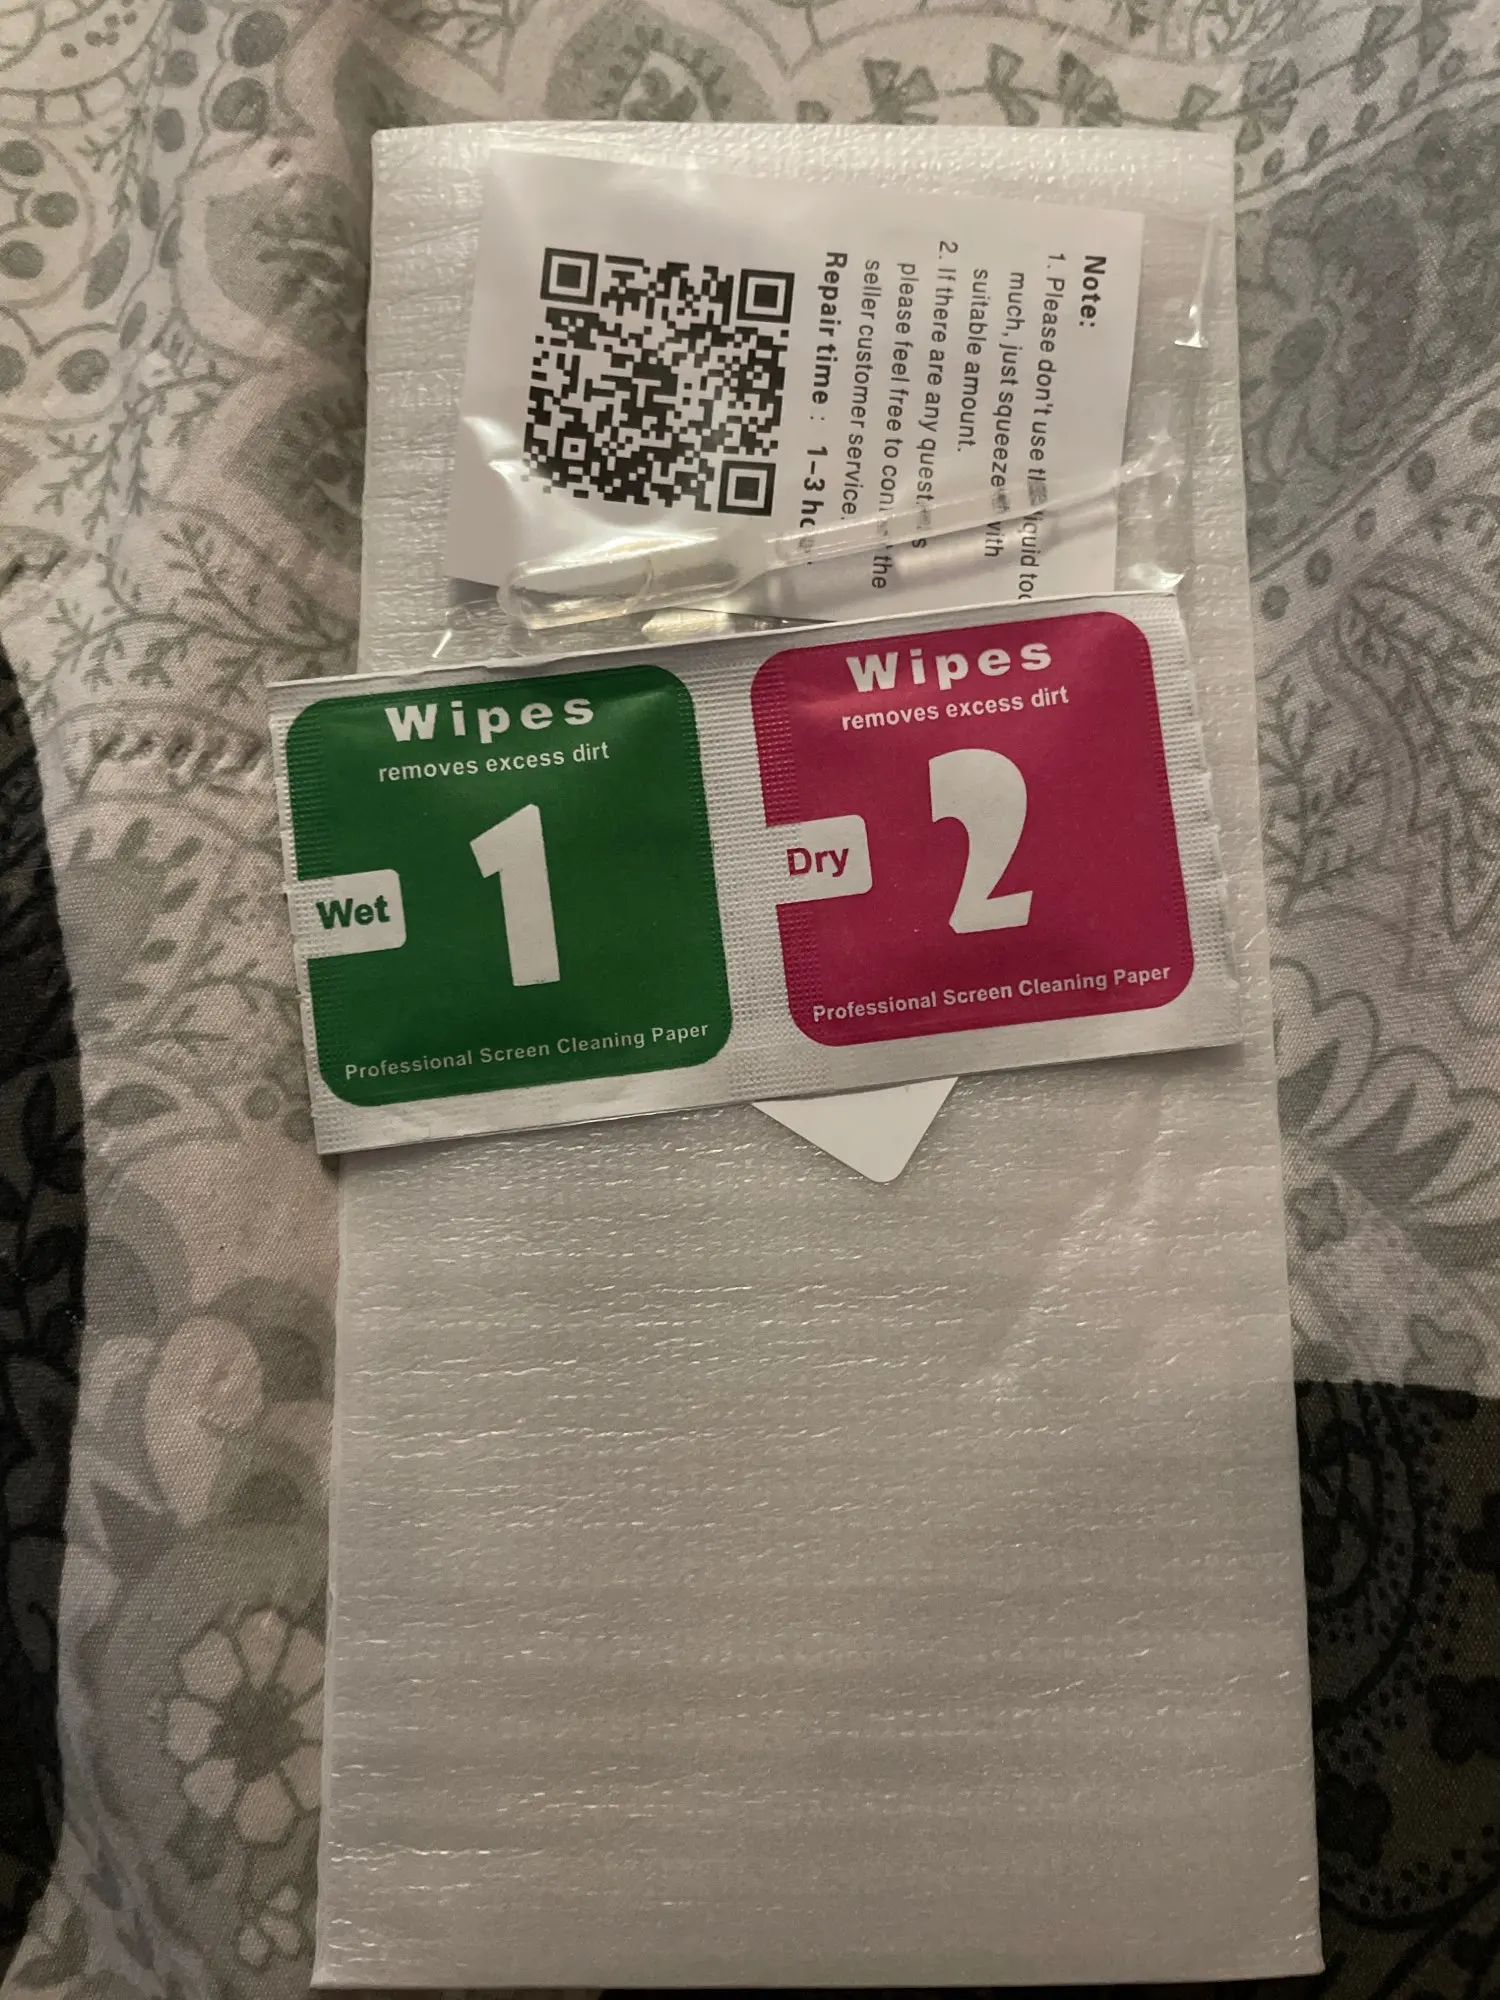 Note:
1. Please don't use the liquid too
much, just squeeze with
suitable amount.
2. If there are any
please feel free to the
seller customer service.
Repair time : 1-3
Wipes
removes excess dirt
1
Wet
Professional Screen Cleaning Paper
Wipes
removes excess dirt
2
Dry
Professional Screen Cleaning Paper